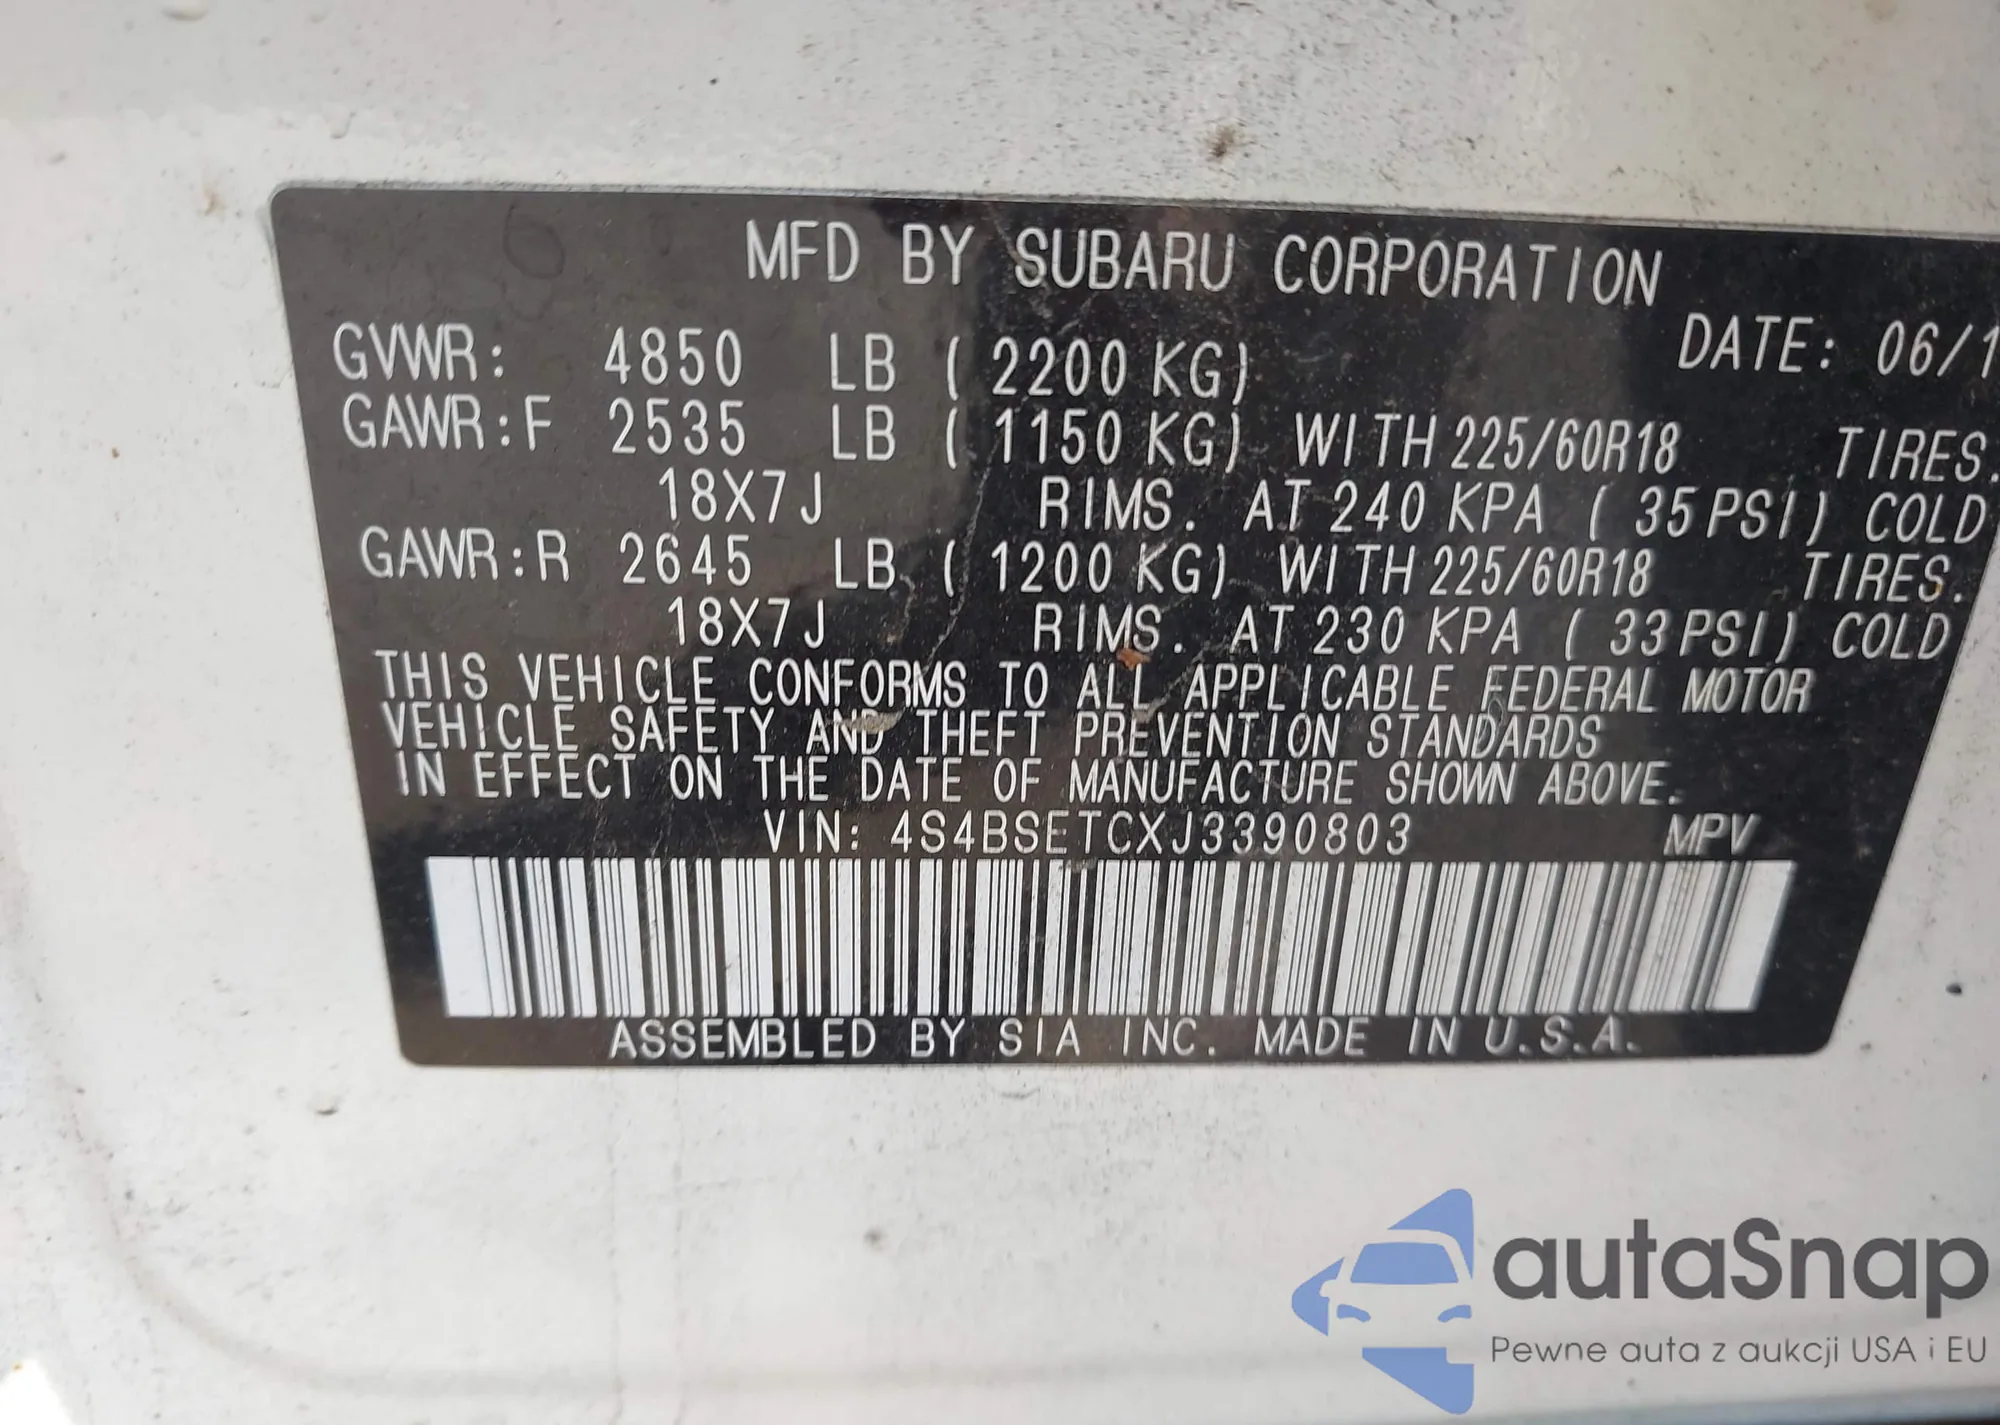 MFD BY SUBARU CORPORATION
DATE: 06/1
GVWR: 4850 LB ( 2200 KG)
GAWR:F 2535 LB ( 1150 KG) WITH 225/60R18 TIRES.
18X7J RIMS. AT 240 KPA ( 35 PSI) COLD
GAWR:R 2645 LB ( 1200 KG) WITH 225/60R18 TIRES.
18X7J RIMS. AT 230 KPA ( 33 PSI) COLD
THIS VEHICLE CONFORMS TO ALL APPLICABLE FEDERAL MOTOR
VEHICLE SAFETY AND THEFT PREVENTION STANDARDS
IN EFFECT ON THE DATE OF MANUFACTURE SHOWN ABOVE.
VIN: 4S4BSETCXJ3390803 MPV
ASSEMBLED BY SIA INC. MADE IN U.S.A.
autaSnap
Pewne auta z aukcji USA i EU